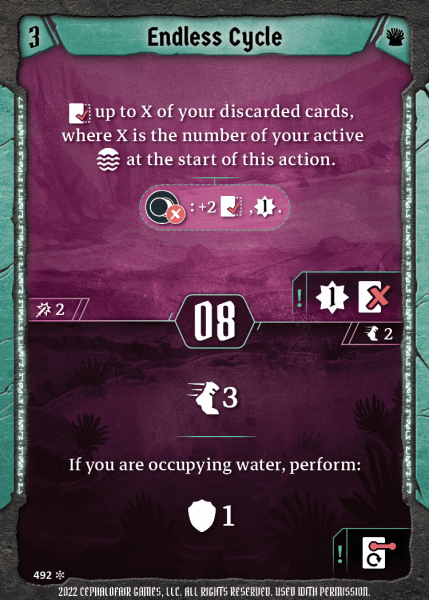 3
Endless Cycle
up to X of your discarded cards,
where X is the number of your active
at the start of this action.
: +2 , 1 .
! 1
2
08
2
3
If you are occupying water, perform:
1
!
492
2022 CEPHALOFAIR GAMES, LLC. ALL RIGHTS RESERVED. USED WITH PERMISSION.